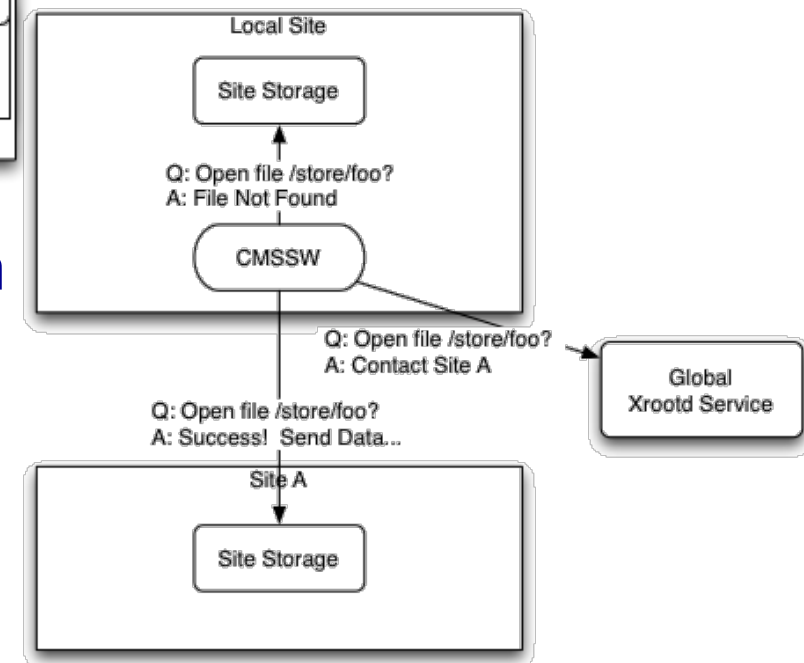 Local Site
Site Storage
Q: Open file /store/foo?
A: File Not Found
CMSSW
Q: Open file /store/foo?
A: Contact Site A
Global
Xrootd Service
Q: Open file /store/foo?
A: Success! Send Data...
Site A
Site Storage